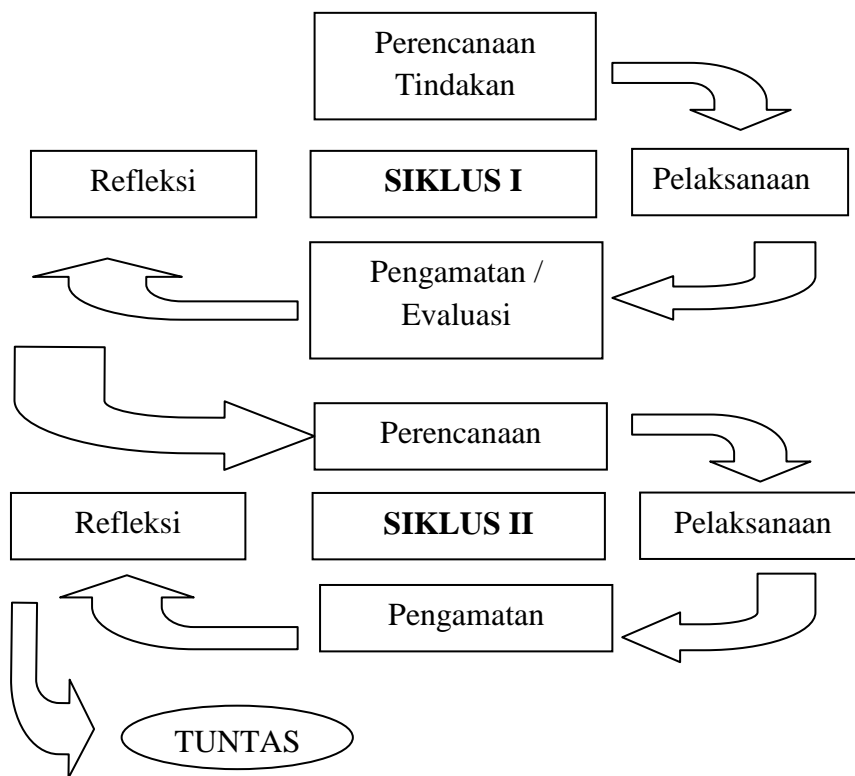 Perencanaan
Tindakan
Refleksi
SIKLUS I
Pelaksanaan
Pengamatan /
Evaluasi
Perencanaan
Refleksi
SIKLUS II
Pelaksanaan
Pengamatan
TUNTAS